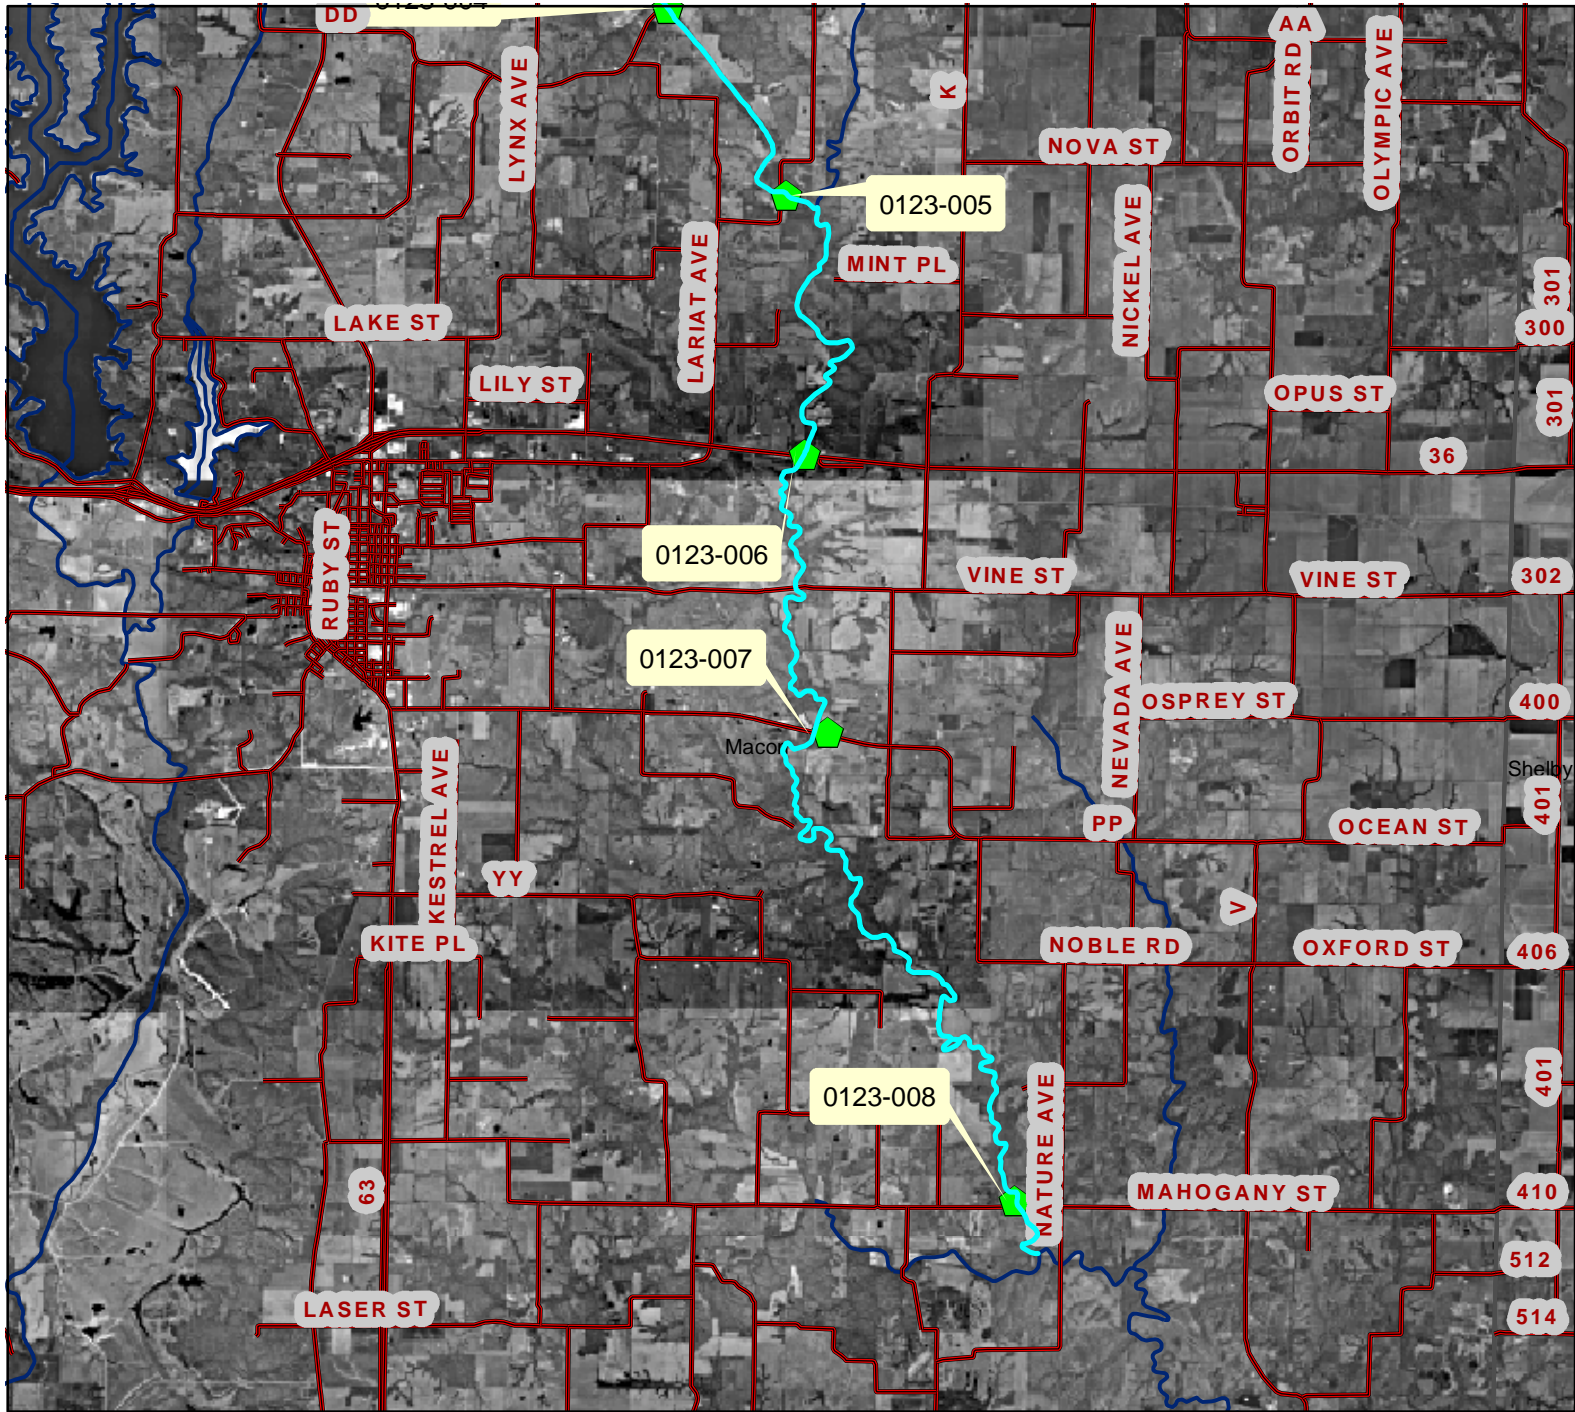 DD
0123-004
AA
K
LYNX AVE
ORBIT RD
OLYMPIC AVE
NOVA ST
0123-005
NICKEL AVE
LARIAT AVE
MINT PL
301
LAKE ST
300
LILY ST
OPUS ST
301
36
RUBY ST
0123-006
VINE ST
VINE ST
302
0123-007
NEVADA AVE
OSPREY ST
400
Macon
Shelby
KESTREL AVE
401
PP
OCEAN ST
YY
V
KITE PL
NOBLE RD
OXFORD ST
406
401
0123-008
NATURE AVE
63
MAHOGANY ST
410
512
LASER ST
514